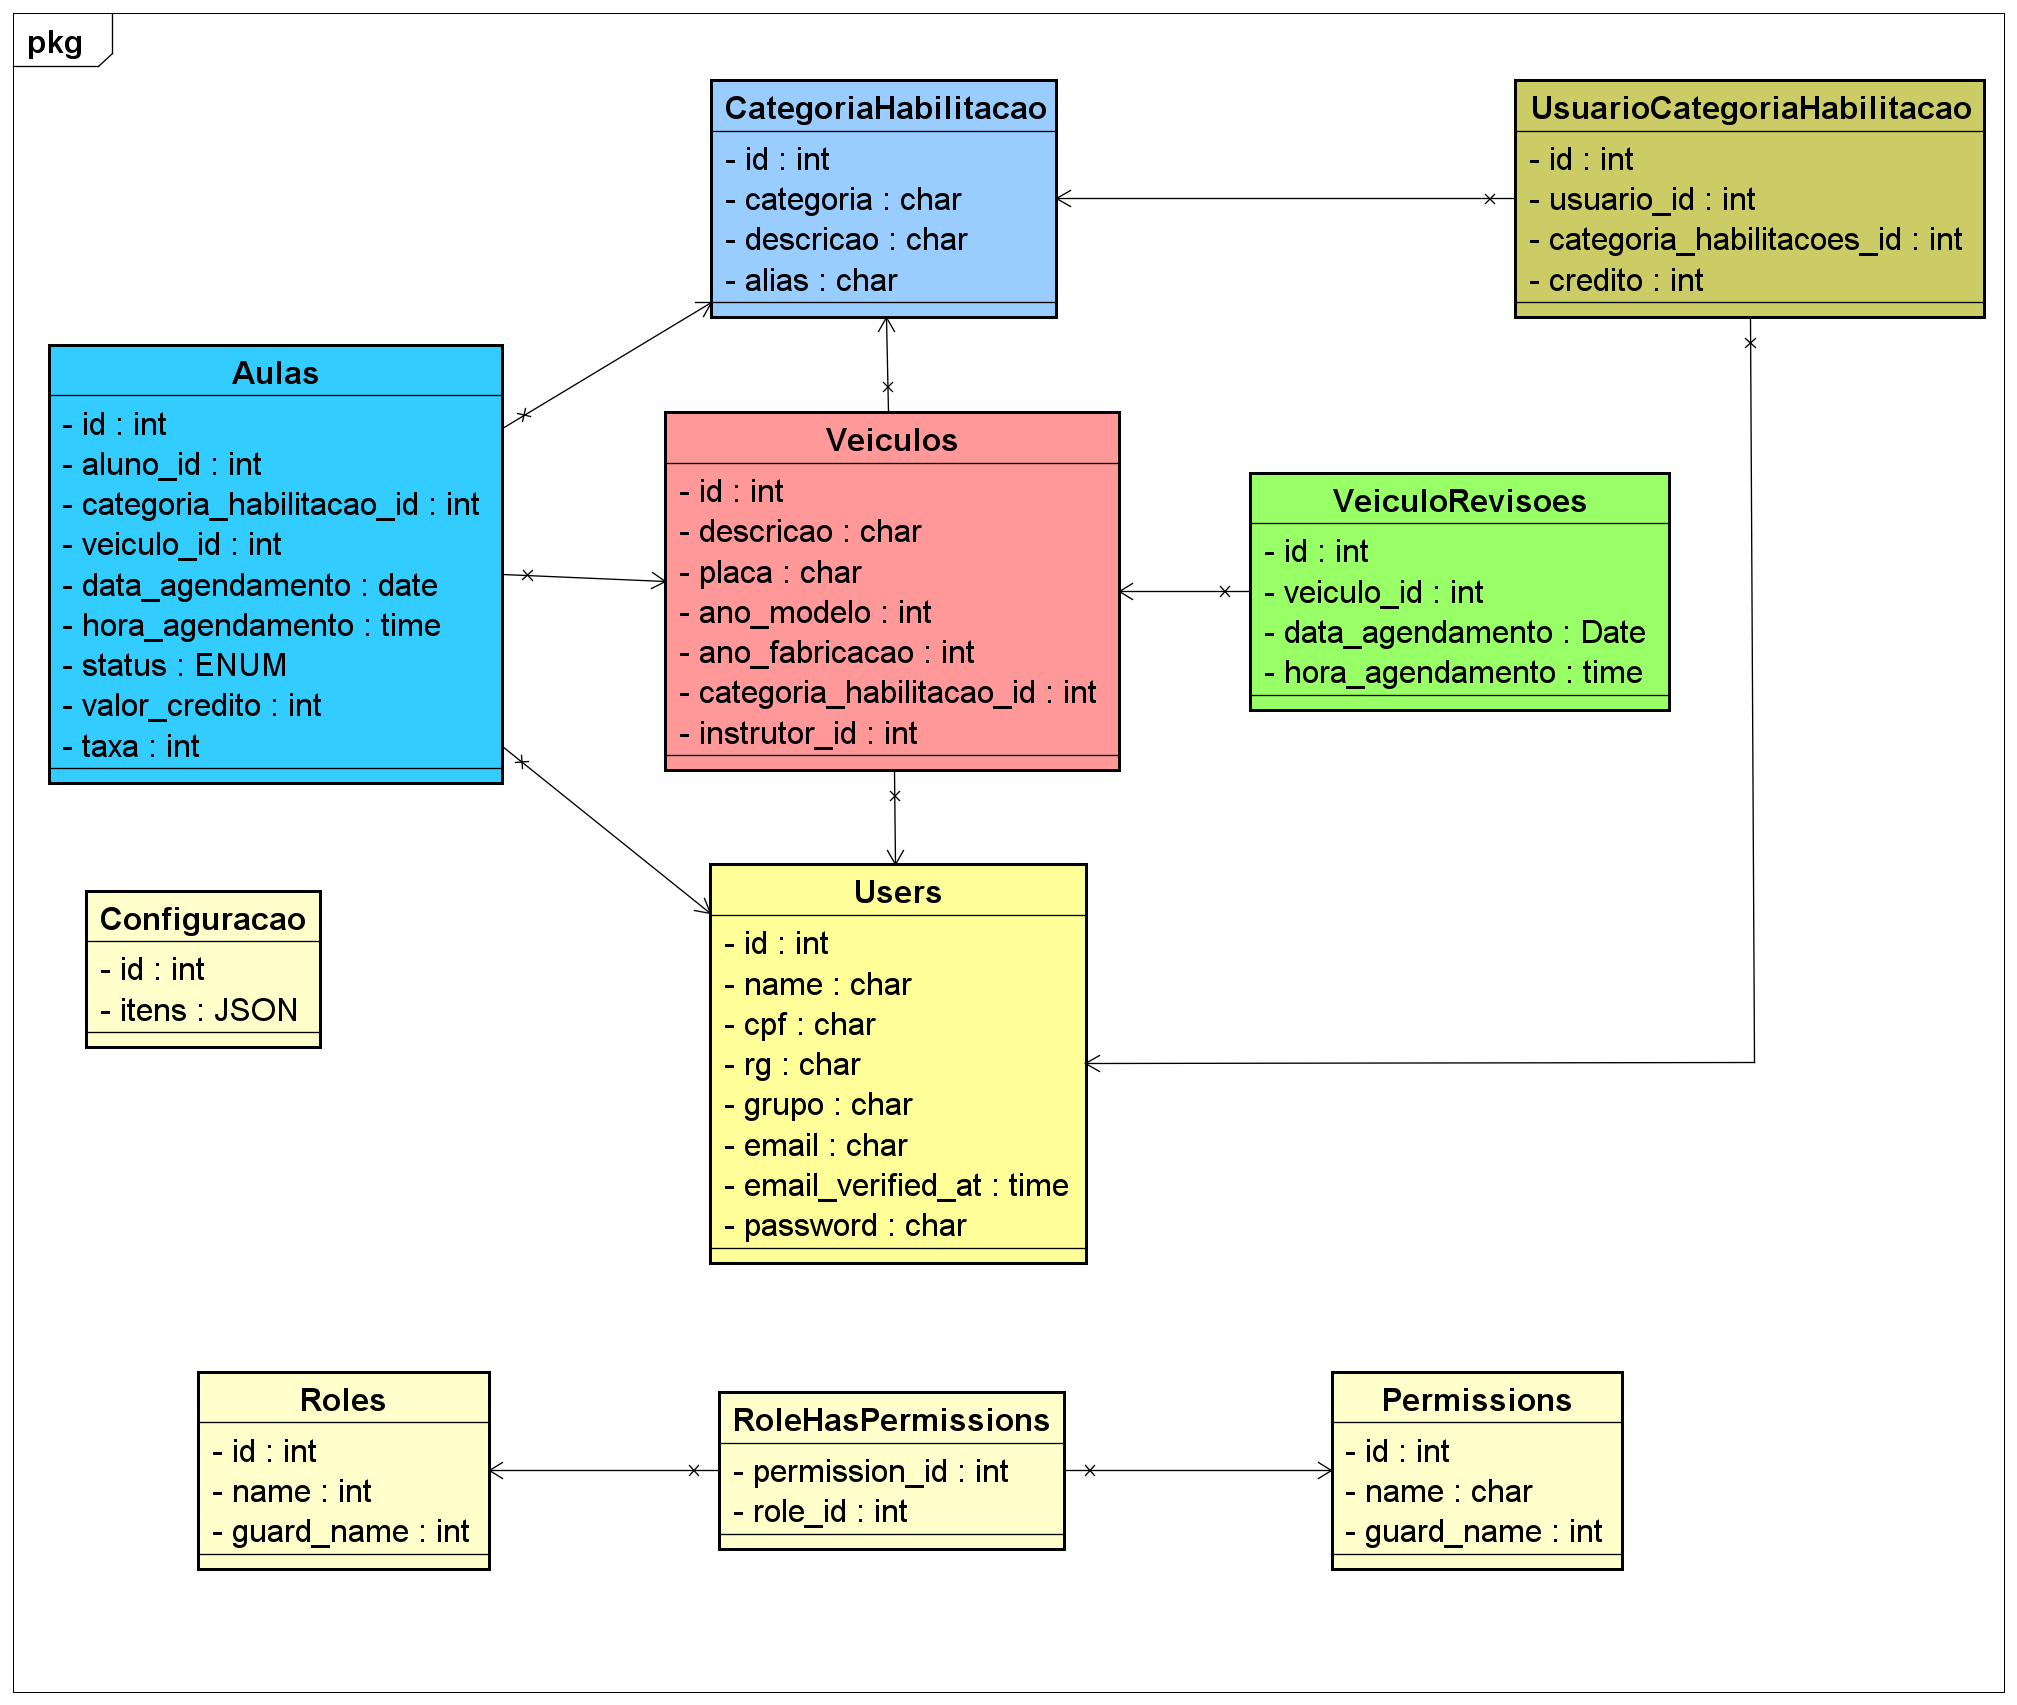 pkg
CategoriaHabilitacao
- id : int
- categoria : char
- descricao : char
- alias : char
UsuarioCategoriaHabilitacao
- id : int
- usuario_id : int
- categoria_habilitacoes_id : int
- credito : int
Aulas
- id : int
- aluno_id : int
- categoria_habilitacao_id : int
- veiculo_id : int
- data_agendamento : date
- hora_agendamento : time
- status : ENUM
- valor_credito : int
- taxa : int
Veiculos
- id : int
- descricao : char
- placa : char
- ano_modelo : int
- ano_fabricacao : int
- categoria_habilitacao_id : int
- instrutor_id : int
VeiculoRevisoes
- id : int
- veiculo_id : int
- data_agendamento : Date
- hora_agendamento : time
Configuracao
- id : int
- itens : JSON
Users
- id : int
- name : char
- cpf : char
- rg : char
- grupo : char
- email : char
- email_verified_at : time
- password : char
Roles
- id : int
- name : int
- guard_name : int
RoleHasPermissions
- permission_id : int
- role_id : int
Permissions
- id : int
- name : char
- guard_name : int